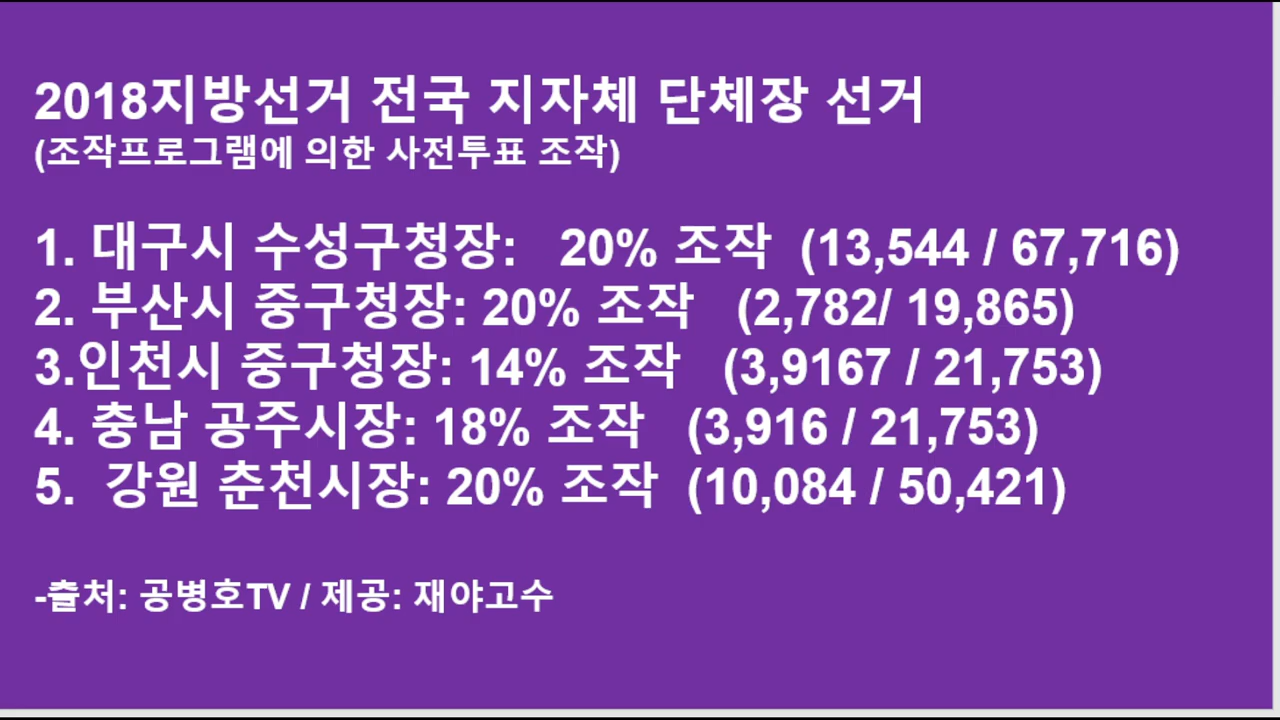 2018지방선거 전국 지자체 단체장 선거
(조작프로그램에 의한 사전투표 조작)
1. 대구시 수성구청장: 20% 조작 (13,544 / 67,716)
2. 부산시 중구청장: 20% 조작 (2,782/ 19,865)
3.인천시 중구청장: 14% 조작 (3,9167 / 21,753)
4. 충남 공주시장: 18% 조작 (3,916 / 21,753)
5. 강원 춘천시장: 20% 조작 (10,084 / 50,421)
-출처: 공병호TV / 제공: 재야고수